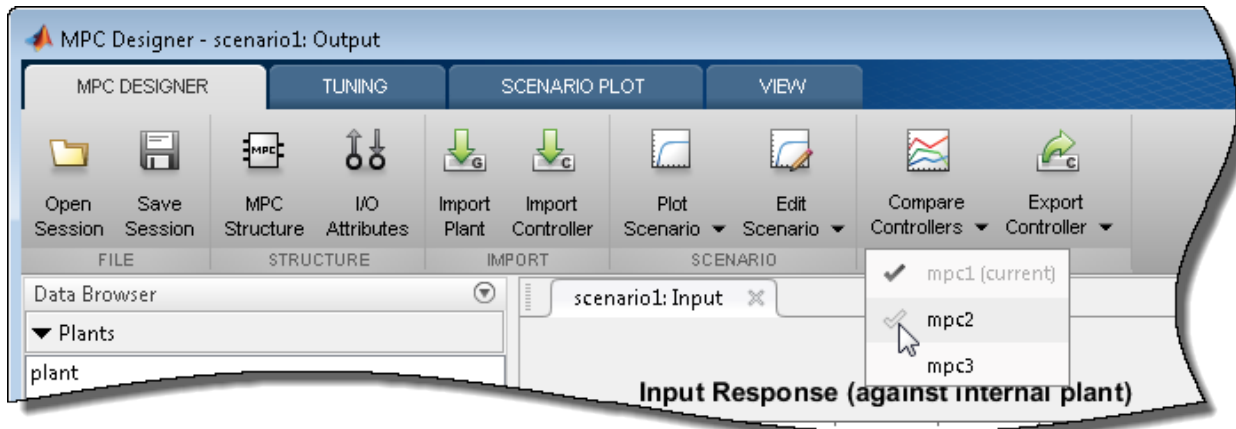 MPC Designer - scenario1: Output
MPC DESIGNER TUNING SCENARIO PLOT VIEW
MPC G C C
Open Save MPC I/O Import Import Plot Edit Compare Export
Session Session Structure Attributes Plant Controller Scenario Scenario Controllers Controller
FILE STRUCTURE IMPORT SCENARIO
mpc1 (current)
Data Browser scenario1: Input
mpc2
Plants
mpc3
plant
Input Response (against internal plant)